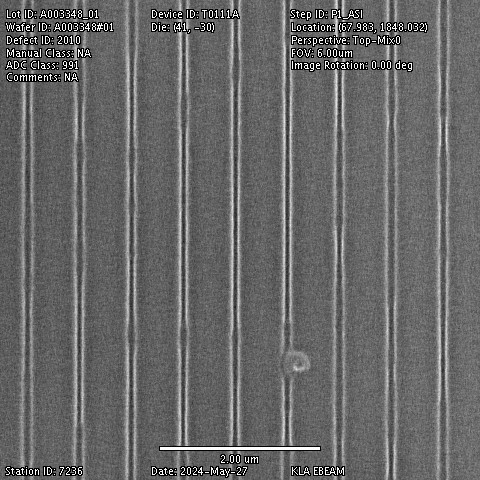 Lot ID: A003348_01
Wafer ID: A003348#01
Defect ID: 2010
Manual Class: NA
ADC Class: 991
Comments: NA
Device ID: T0111A
Die: (41, -30)
Step ID: P1_ASI
Location: (67.983, 1848.032)
Perspective: Top-Mix0
FOV: 6.00um
Image Rotation: 0.00 deg
2.00 um
Station ID: 7236
Date: 2024-May-27
KLA EBEAM